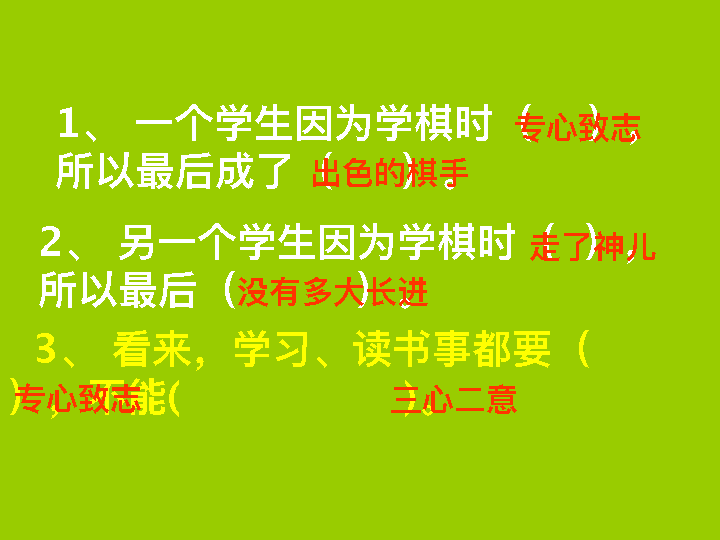 1、 一个学生因为学棋时（专心致志），
所以最后成了（出色的棋手）。
2、 另一个学生因为学棋时（走了神儿），
所以最后（没有多大长进）。
3、 看来，学习、读书事都要（
专心致志），不能(三心二意)。